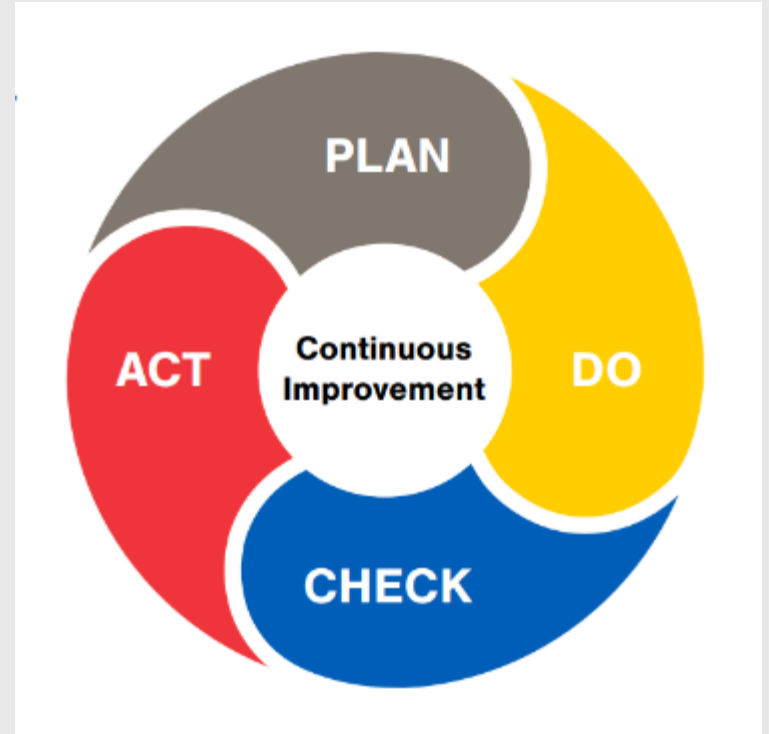 PLAN
DO
CHECK
ACT
Continuous
Improvement